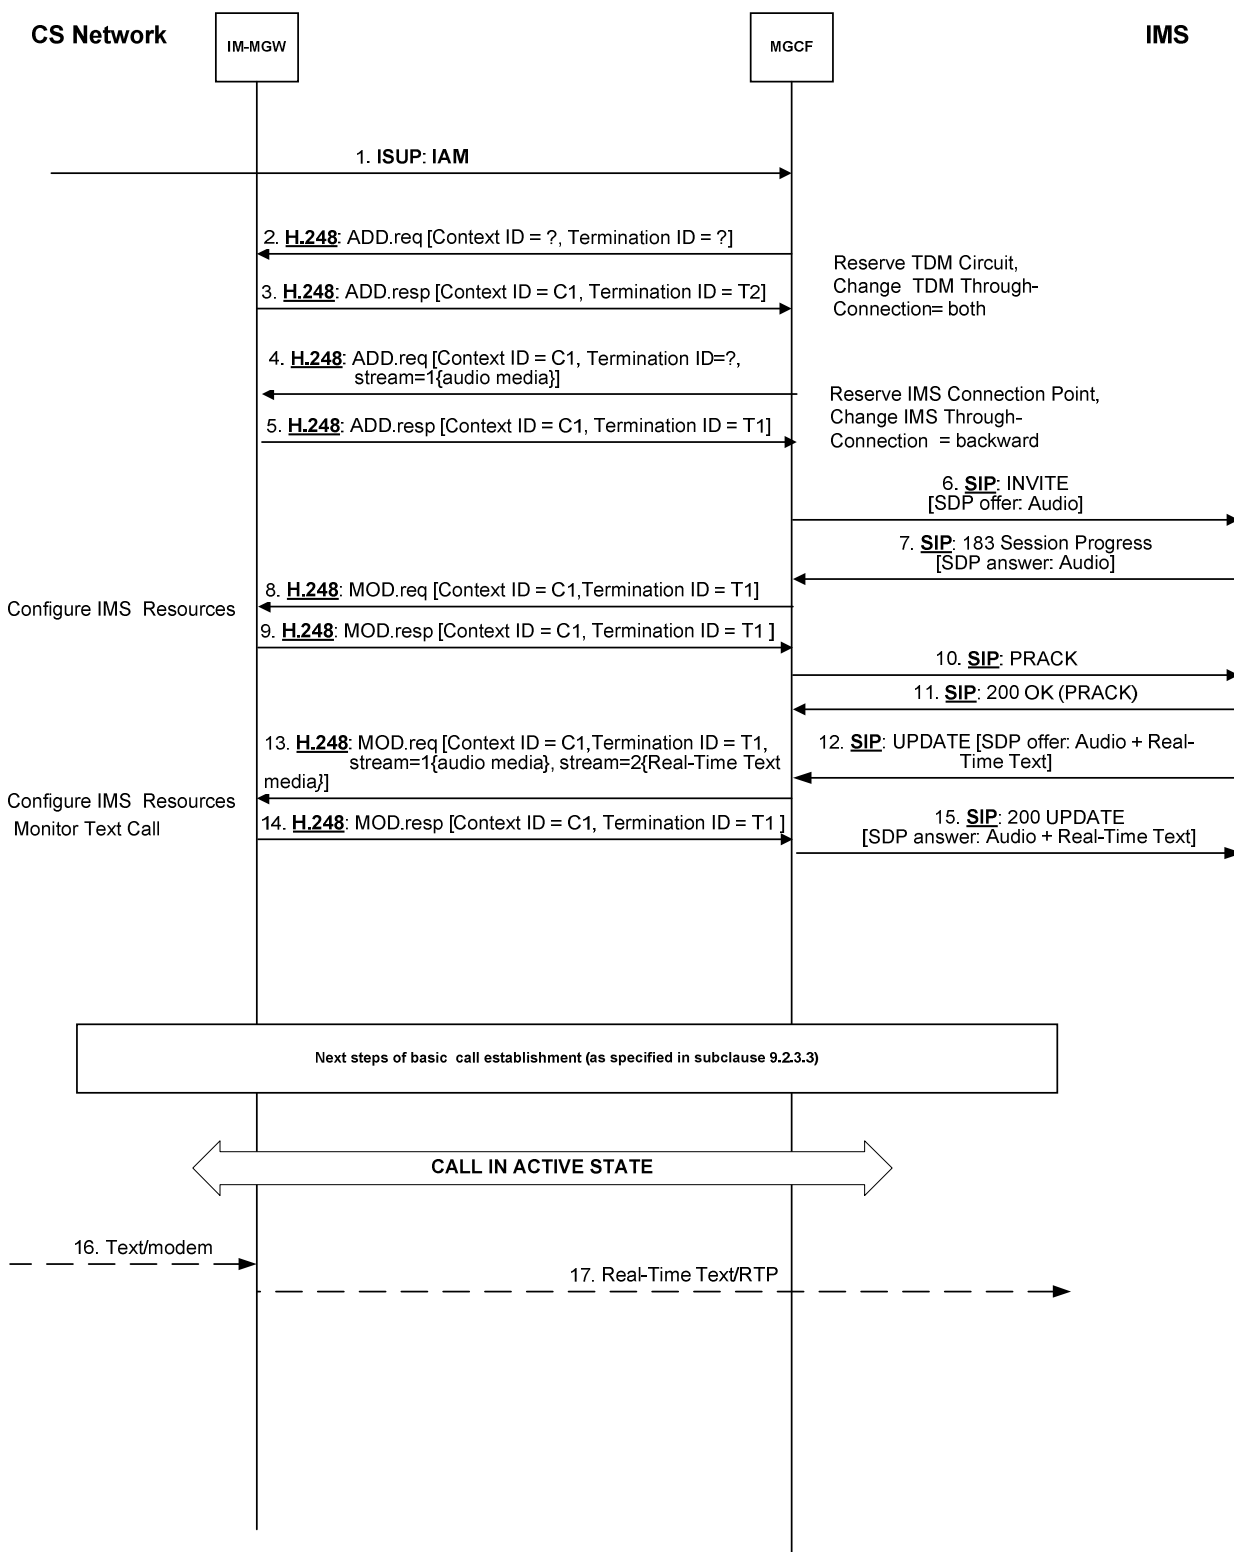 CS Network
IM-MGW
MGCF
IMS
1. ISUP: IAM
2. H.248: ADD.req [Context ID = ?, Termination ID = ?]
Reserve TDM Circuit,
Change TDM Through-
Connection= both
3. H.248: ADD.resp [Context ID = C1, Termination ID = T2]
4. H.248: ADD.req [Context ID = C1, Termination ID=?,
stream=1{audio media}]
Reserve IMS Connection Point,
Change IMS Through-
Connection = backward
5. H.248: ADD.resp [Context ID = C1, Termination ID = T1]
6. SIP: INVITE
[SDP offer: Audio]
7. SIP: 183 Session Progress
[SDP answer: Audio]
8. H.248: MOD.req [Context ID = C1,Termination ID = T1]
Configure IMS Resources
9. H.248: MOD.resp [Context ID = C1, Termination ID = T1 ]
10. SIP: PRACK
11. SIP: 200 OK (PRACK)
12. SIP: UPDATE [SDP offer: Audio + Real-
Time Text]
13. H.248: MOD.req [Context ID = C1,Termination ID = T1,
stream=1{audio media}, stream=2{Real-Time Text
media}]
Configure IMS Resources
Monitor Text Call
14. H.248: MOD.resp [Context ID = C1, Termination ID = T1 ]
15. SIP: 200 UPDATE
[SDP answer: Audio + Real-Time Text]
Next steps of basic call establishment (as specified in subclause 9.2.3.3)
CALL IN ACTIVE STATE
16. Text/modem
17. Real-Time Text/RTP